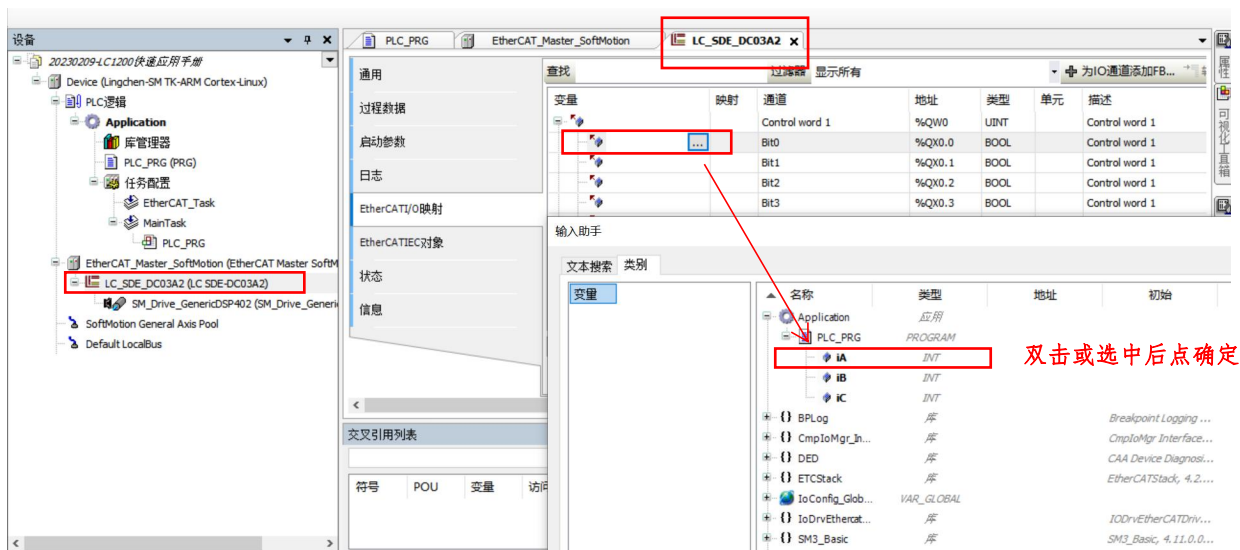 设备
20230209-LC1200快速应用手册
Device (Lingchen-SM TK-ARM Cortex-Linux)
PLC逻辑
Application
库管理器
PLC_PRG (PRG)
任务配置
EtherCAT_Task
MainTask
PLC_PRG
EtherCAT_Master_SoftMotion (EtherCAT Master SoftM
LC_SDE_DC03A2 (LC SDE-DC03A2)
SM_Drive_GenericDSP402 (SM_Drive_Generi
SoftMotion General Axis Pool
Default LocalBus
PLC_PRG
EtherCAT_Master_SoftMotion
LC_SDE_DC03A2
通用
过程数据
启动参数
日志
EtherCATI/O映射
EtherCATIEC对象
状态
信息
查找
过滤器 显示所有
为IO通道添加FB...
变量 映射 通道 地址 类型 单元 描述
Control word 1 %QW0 UINT Control word 1
... Bit0 %QX0.0 BOOL Control word 1
Bit1 %QX0.1 BOOL Control word 1
Bit2 %QX0.2 BOOL Control word 1
Bit3 %QX0.3 BOOL Control word 1
输入助手
文本搜索 类别
变量
名称 类型 地址 初始
Application 应用
PLC_PRG PROGRAM
iA INT
iB INT
iC INT
BPLog 库 Breakpoint Logging ...
CmpIoMgr_In... 库 CmpIoMgr Interface...
DED 库 CAA Device Diagnosi...
ETCStack 库 EtherCATStack, 4.2....
IoConfig_Glob... VAR_GLOBAL
IoDrvEthercat... 库 IODrvEtherCATDriv...
SM3_Basic 库 SM3_Basic, 4.11.0.0...
双击或选中后点确定
交叉引用列表
符号 POU 变量 访问
属性
可视化工具箱